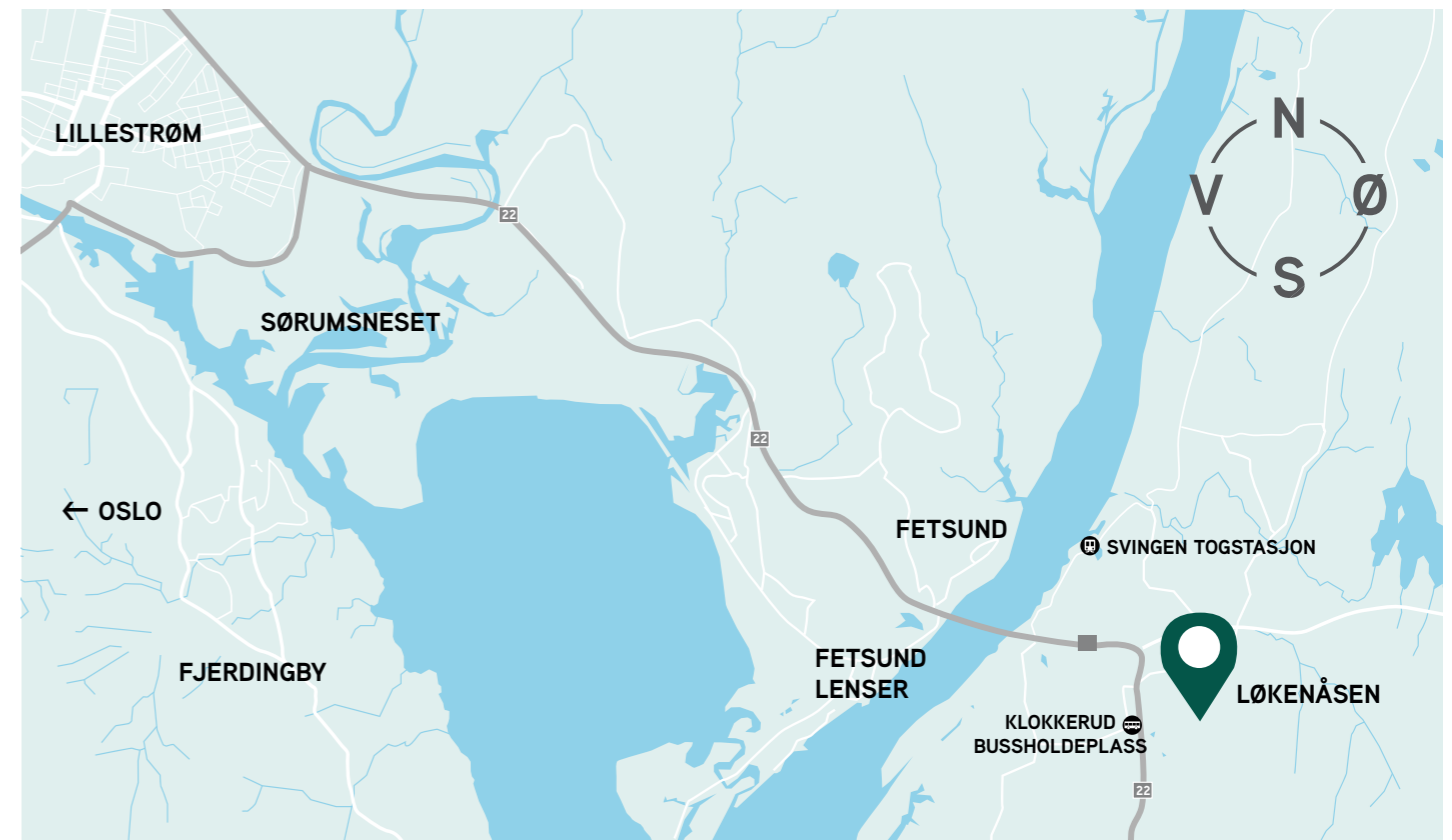 N
LILLESTRØM
V
Ø
22
S
SØRUMSNESET
22
← OSLO
FETSUND
SVINGEN TOGSTASJON
FETSUND
LENSER
FJERDINGBY
LØKENÅSEN
KLOKKERUD
BUSSHOLDEPLASS
22